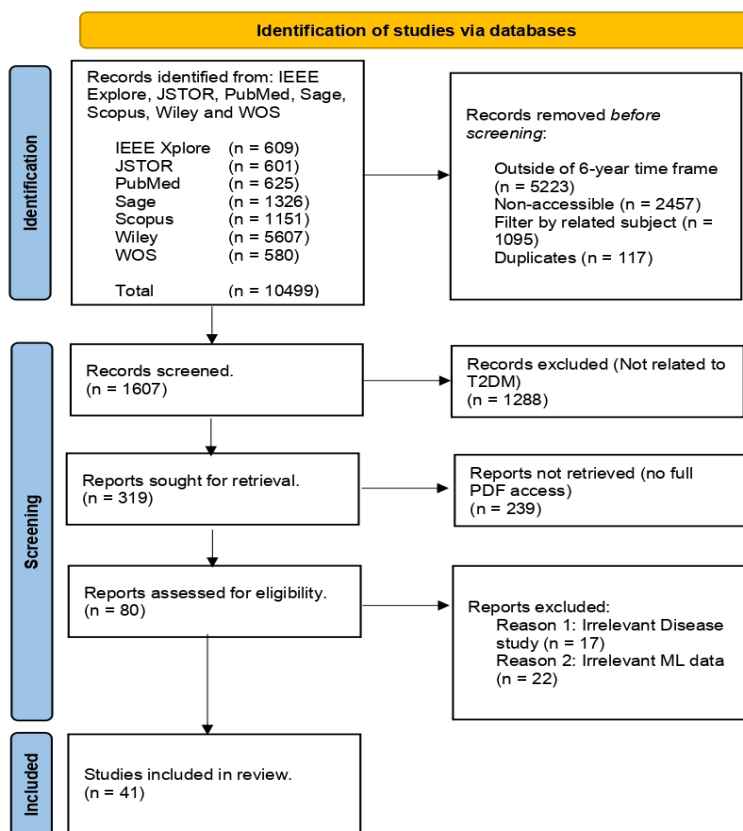 Identification of studies via databases
Identification
Records identified from: IEEE
Explore, JSTOR, PubMed, Sage,
Scopus, Wiley and WOS
IEEE Xplore (n = 609)
JSTOR (n = 601)
PubMed (n = 625)
Sage (n = 1326)
Scopus (n = 1151)
Wiley (n = 5607)
WOS (n = 580)
Total (n = 10499)
Records removed before
screening:
Outside of 6-year time frame
(n = 5223)
Non-accessible (n = 2457)
Filter by related subject (n =
1095)
Duplicates (n = 117)
Screening
Records screened.
(n = 1607)
Records excluded (Not related to
T2DM)
(n = 1288)
Reports sought for retrieval.
(n = 319)
Reports not retrieved (no full
PDF access)
(n = 239)
Reports assessed for eligibility.
(n = 80)
Reports excluded:
Reason 1: Irrelevant Disease
study (n = 17)
Reason 2: Irrelevant ML data
(n = 22)
Included
Studies included in review.
(n = 41)